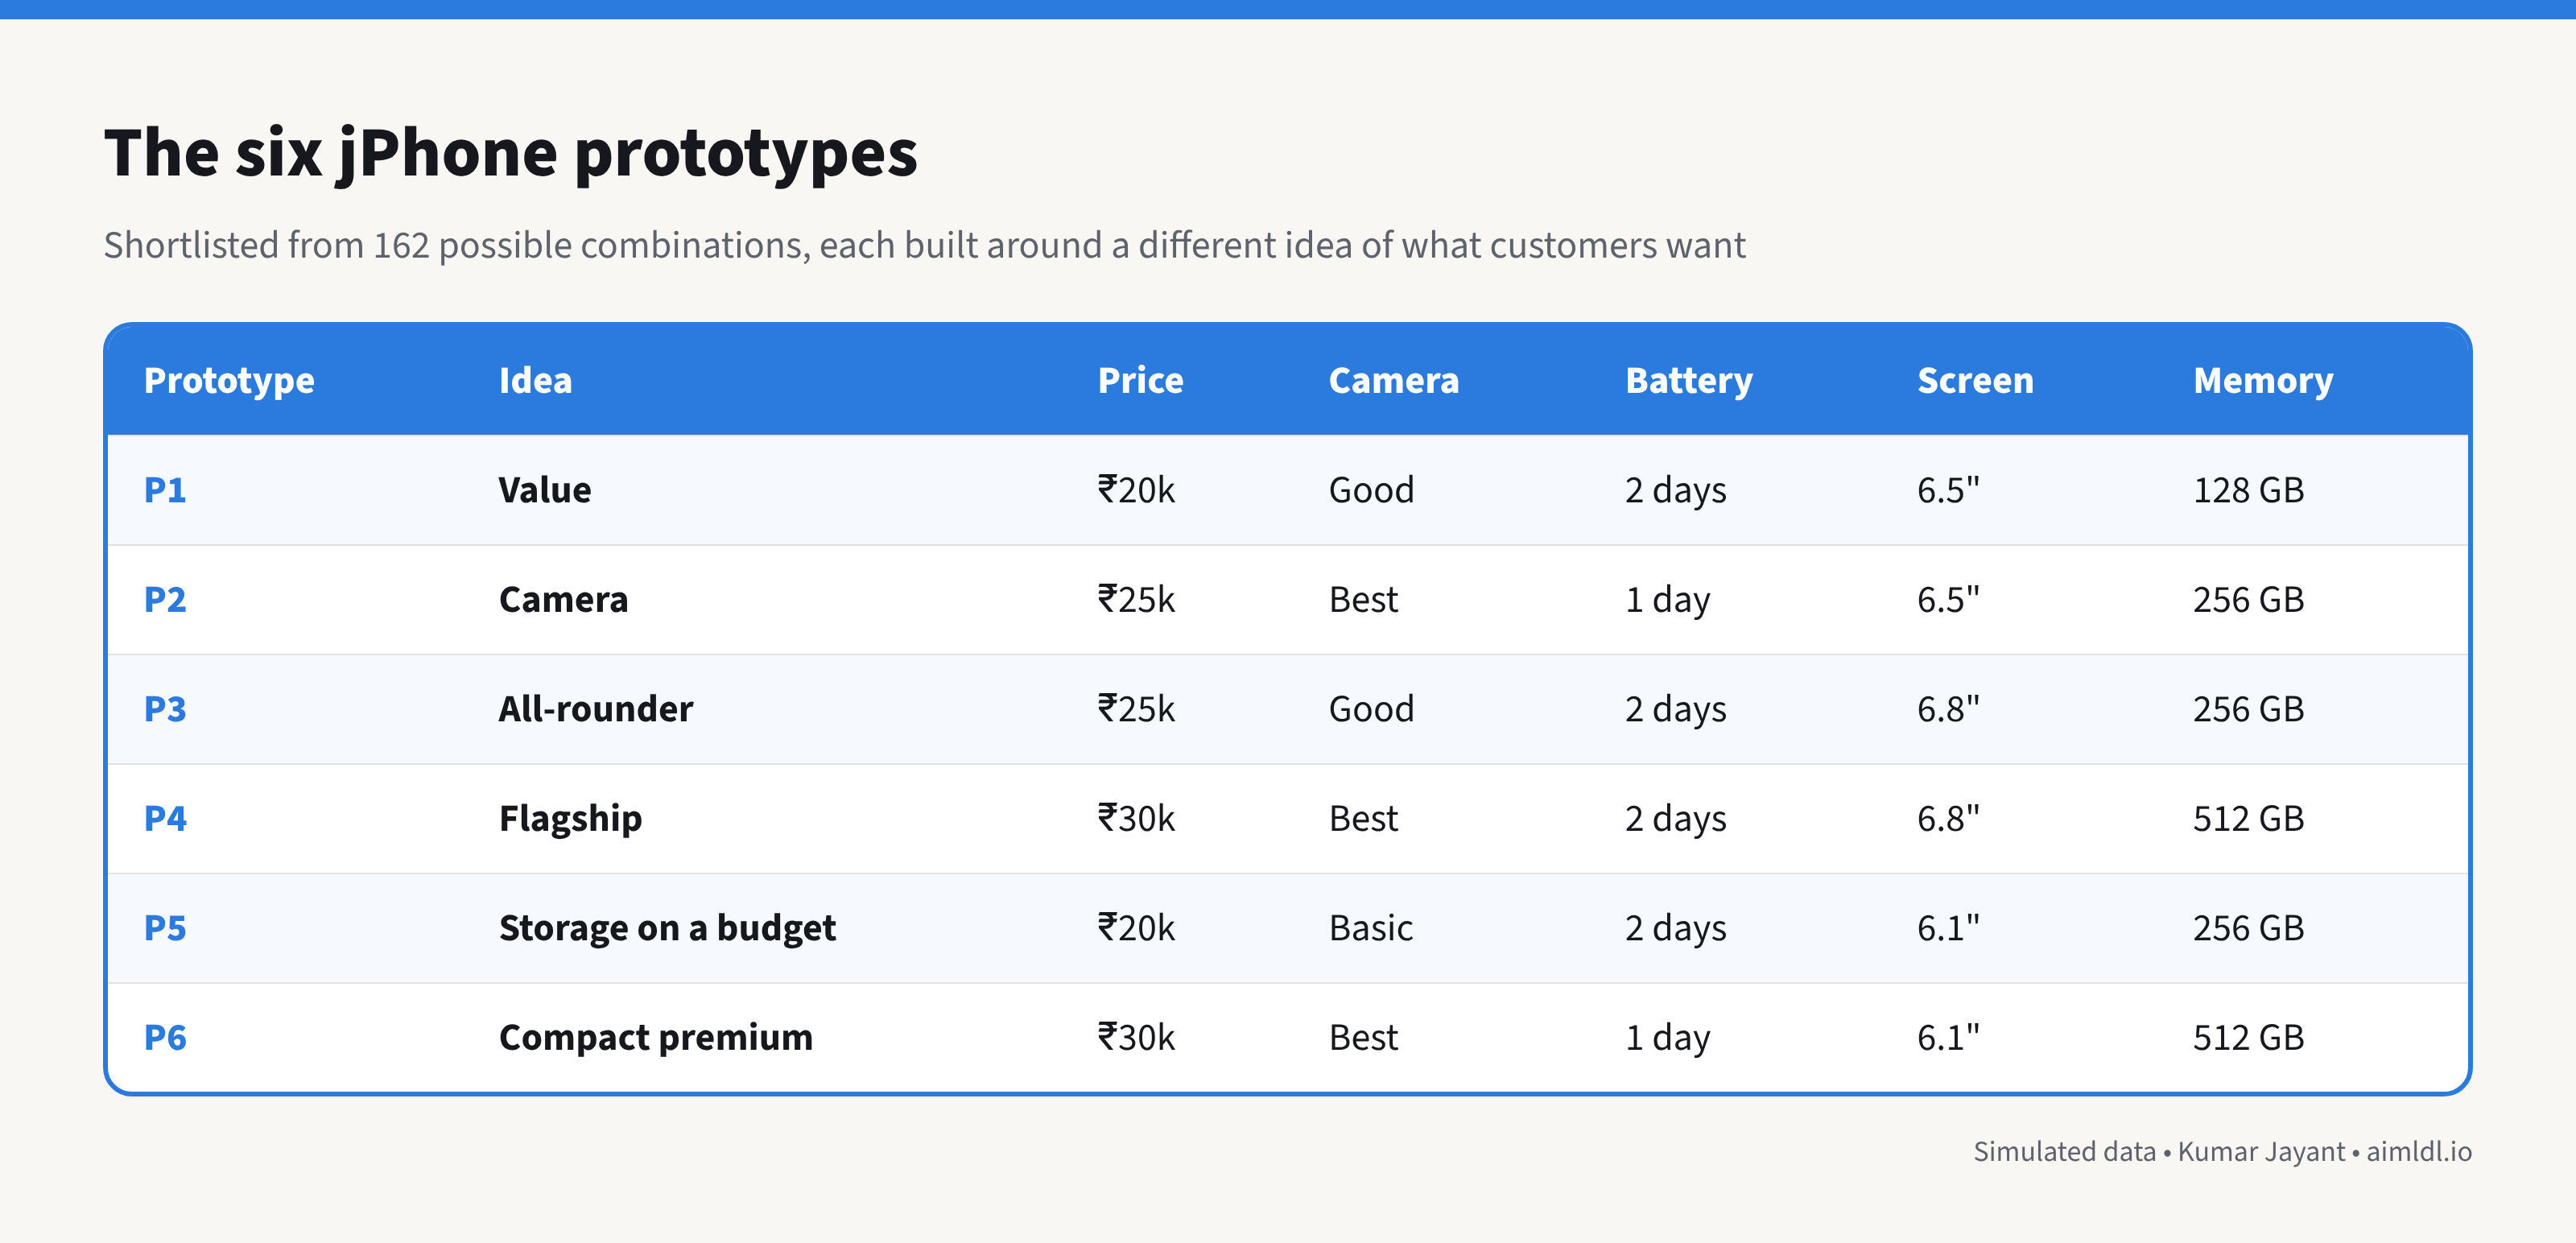 The six jPhone prototypes
Shortlisted from 162 possible combinations, each built around a different idea of what customers want
Prototype Idea Price Camera Battery Screen Memory
P1 Value ₹20k Good 2 days 6.5" 128 GB
P2 Camera ₹25k Best 1 day 6.5" 256 GB
P3 All-rounder ₹25k Good 2 days 6.8" 256 GB
P4 Flagship ₹30k Best 2 days 6.8" 512 GB
P5 Storage on a budget ₹20k Basic 2 days 6.1" 256 GB
P6 Compact premium ₹30k Best 1 day 6.1" 512 GB
Simulated data • Kumar Jayant • aimldl.io